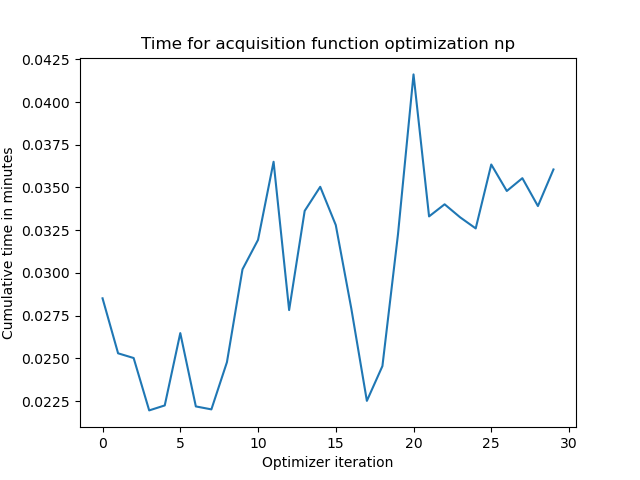 Time for acquisition function optimization np
0.0425
0.0400
0.0375
0.0350
0.0325
0.0300
0.0275
0.0250
0.0225
Cumulative time in minutes
0 5 10 15 20 25 30
Optimizer iteration